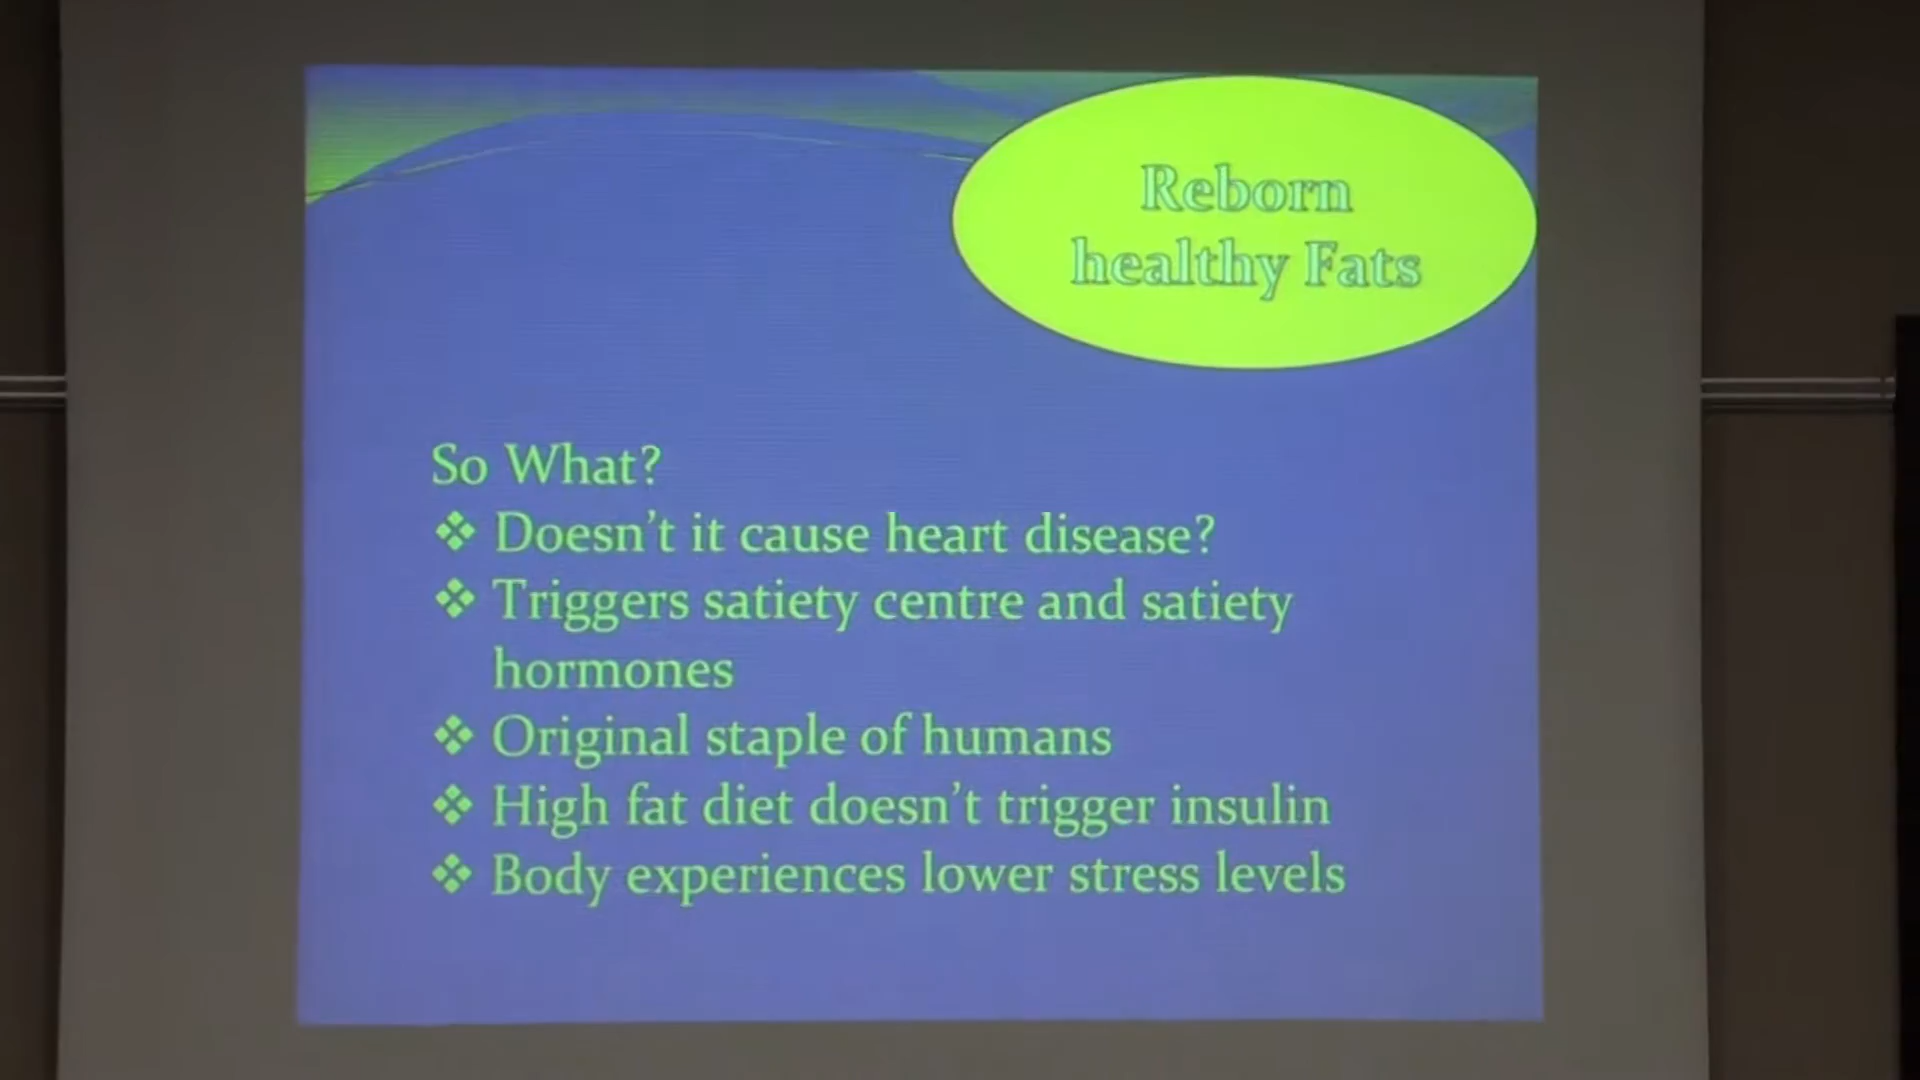 Reborn
healthy Fats
So What?
❖ Doesn't it cause heart disease?
❖ Triggers satiety centre and satiety
hormones
❖ Original staple of humans
❖ High fat diet doesn't trigger insulin
❖ Body experiences lower stress levels